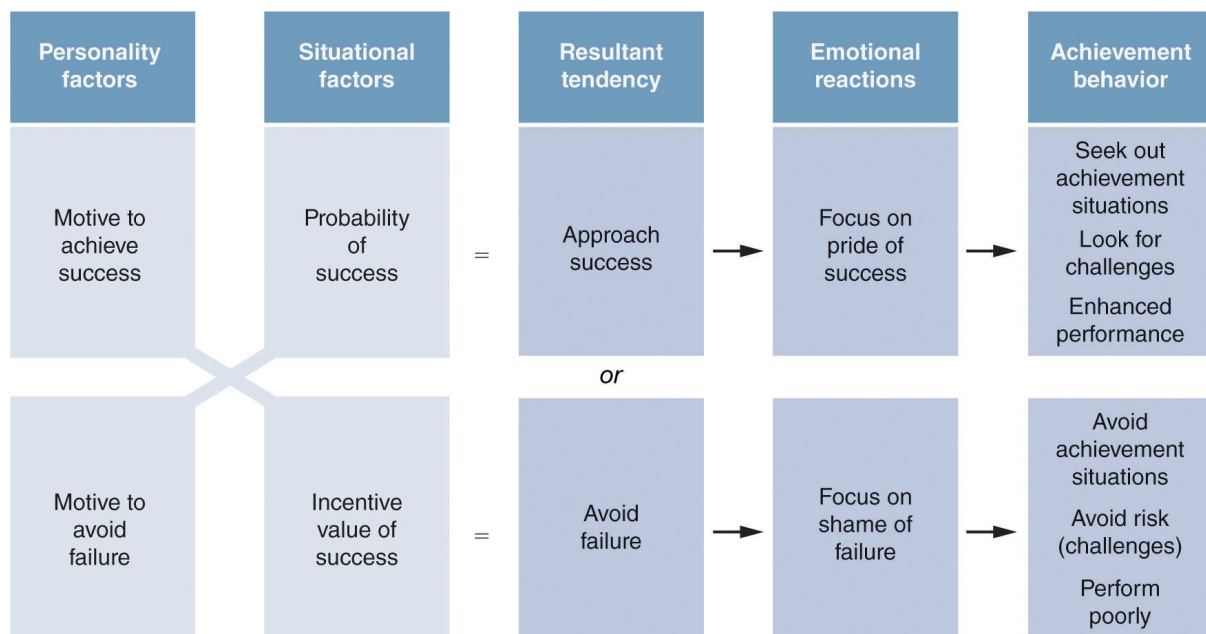 Personality
factors
Situational
factors
Resultant
tendency
Emotional
reactions
Achievement
behavior
Motive to
achieve
success
Probability
of
success
=
Approach
success
Focus on
pride of
success
Seek out
achievement
situations
Look for
challenges
Enhanced
performance
or
Motive to
avoid
failure
Incentive
value of
success
=
Avoid
failure
Focus on
shame of
failure
Avoid
achievement
situations
Avoid risk
(challenges)
Perform
poorly